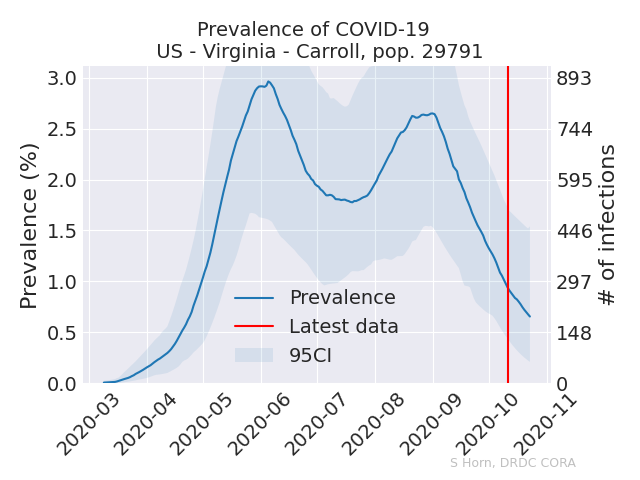 Prevalence of COVID-19
US - Virginia - Carroll, pop. 29791
3.0
2.5
2.0
1.5
1.0
0.5
0.0
Prevalence (%)
893
744
595
446
297
148
0
# of infections
Prevalence
Latest data
95CI
2020-03
2020-04
2020-05
2020-06
2020-07
2020-08
2020-09
2020-10
2020-11
S Horn, DRDC CORA